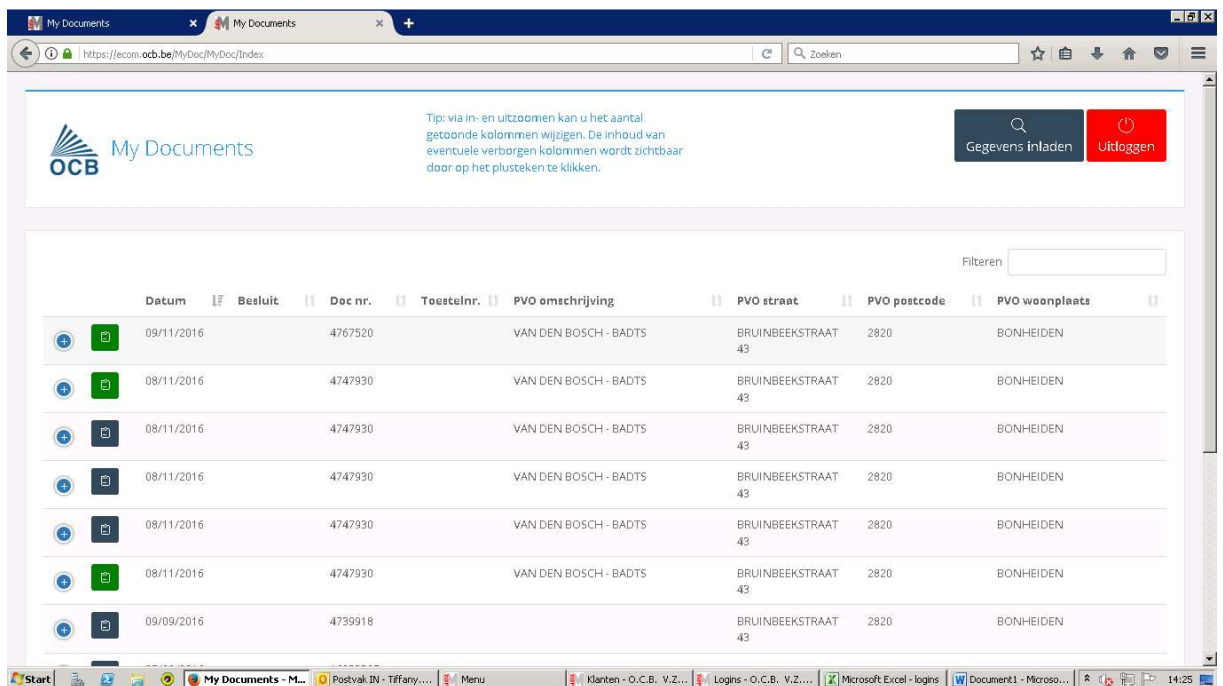 My Documents
My Documents
https://ecom.ocb.be/MyDoc/MyDoc/Index
Zoeken
OCB
My Documents
Tip: via in- en uitzoomen kan u het aantal
getoonde kolommen wijzigen. De inhoud van
eventuele verborgen kolommen wordt zichtbaar
door op het plusteken te klikken.
Gegevens inladen
Uitloggen
Filteren
Datum Besluit Doc nr. Toestelnr. PVO omschrijving PVO straat PVO postcode PVO woonplaats
09/11/2016 4767520 VAN DEN BOSCH - BADTS BRUINBEEKSTRAAT 2820 BONHEIDEN
43
08/11/2016 4747930 VAN DEN BOSCH - BADTS BRUINBEEKSTRAAT 2820 BONHEIDEN
43
08/11/2016 4747930 VAN DEN BOSCH - BADTS BRUINBEEKSTRAAT 2820 BONHEIDEN
43
08/11/2016 4747930 VAN DEN BOSCH - BADTS BRUINBEEKSTRAAT 2820 BONHEIDEN
43
08/11/2016 4747930 VAN DEN BOSCH - BADTS BRUINBEEKSTRAAT 2820 BONHEIDEN
43
08/11/2016 4747930 VAN DEN BOSCH - BADTS BRUINBEEKSTRAAT 2820 BONHEIDEN
43
09/09/2016 4739918 BRUINBEEKSTRAAT 2820 BONHEIDEN
43
Start My Documents - M... Postvak IN - Tiffany.... Menu Klanten - O.C.B. V.Z... Logins - O.C.B. V.Z.... Microsoft Excel - logins Document1 - Microso... 14:25